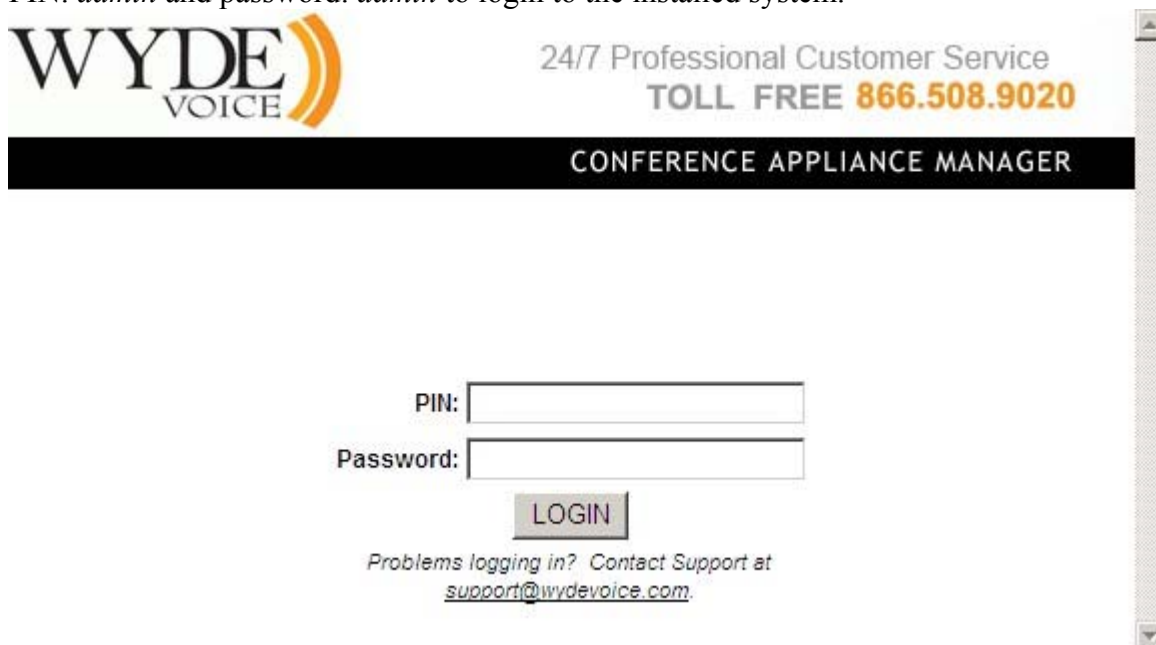 PIN: admin and password: admin to login to the installed system.
WYDE
VOICE
24/7 Professional Customer Service
TOLL FREE 866.508.9020
CONFERENCE APPLIANCE MANAGER
PIN:
Password:
LOGIN
Problems logging in? Contact Support at
support@wydevoice.com.